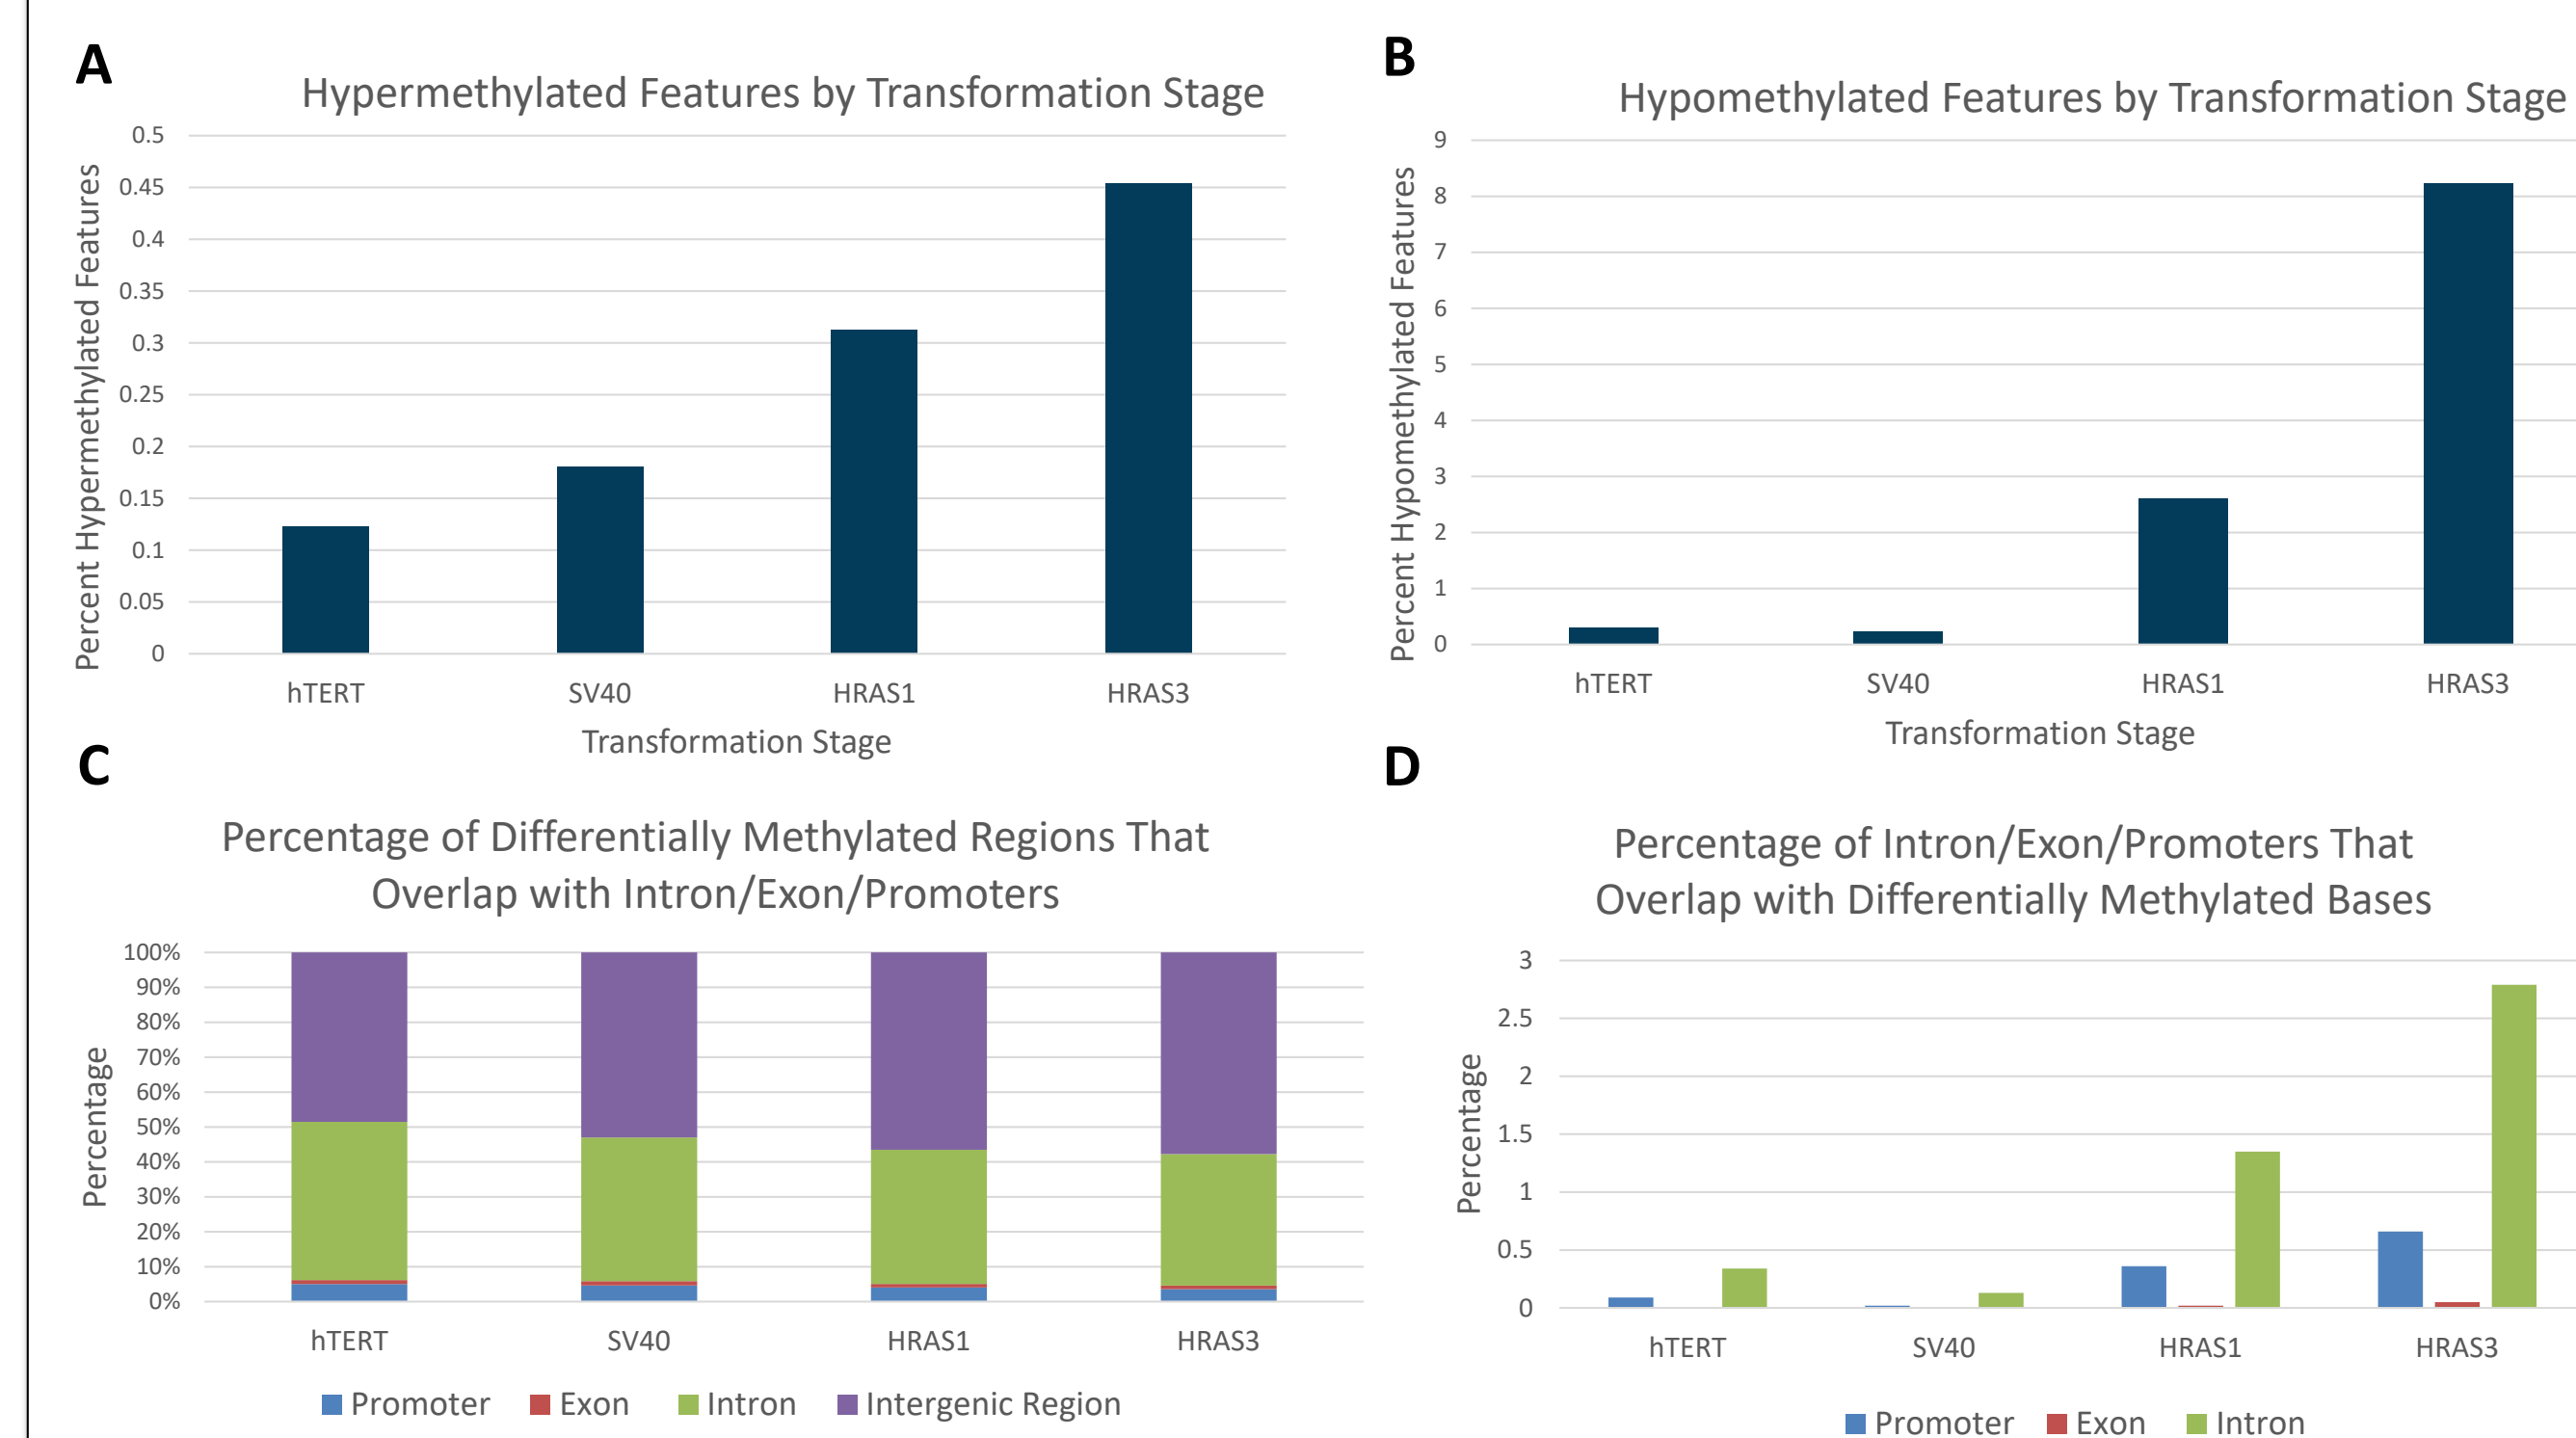 A
Hypermethylated Features by Transformation Stage
Percent Hypermethylated Features
0.5
0.45
0.4
0.35
0.3
0.25
0.2
0.15
0.1
0.05
0
hTERT SV40 HRAS1 HRAS3
Transformation Stage
B
Hypomethylated Features by Transformation Stage
Percent Hypomethylated Features
9
8
7
6
5
4
3
2
1
0
hTERT SV40 HRAS1 HRAS3
Transformation Stage
C
Percentage of Differentially Methylated Regions That
Overlap with Intron/Exon/Promoters
Percentage
100%
90%
80%
70%
60%
50%
40%
30%
20%
10%
0%
hTERT SV40 HRAS1 HRAS3
Promoter Exon Intron Intergenic Region
D
Percentage of Intron/Exon/Promoters That
Overlap with Differentially Methylated Bases
Percentage
3
2.5
2
1.5
1
0.5
0
hTERT SV40 HRAS1 HRAS3
Promoter Exon Intron